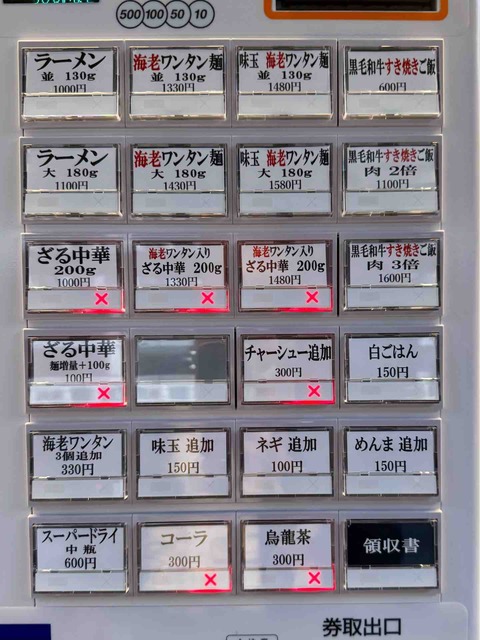 500 100 50 10
ラーメン
並 130g
1000円
海老ワンタン麺
並 130g
1330円
味玉 海老ワンタン麺
並 130g
1480円
黒毛和牛すき焼きご飯
600円
ラーメン
大 180g
1100円
海老ワンタン麺
大 180g
1430円
味玉 海老ワンタン麺
大 180g
1580円
黒毛和牛すき焼きご飯
肉 2倍
1100円
ざる中華
200g
1000円
×
海老ワンタン入り
ざる中華 200g
1330円
×
海老ワンタン入り
ざる中華 200g
1480円
×
黒毛和牛すき焼きご飯
肉 3倍
1600円
ざる中華
麺増量+100g
100円
×
チャーシュー追加
300円
×
白ごはん
150円
海老ワンタン
3個追加
330円
味玉 追加
150円
ネギ 追加
100円
めんま 追加
150円
スーパードライ
中 瓶
600円
コーラ
300円
×
烏龍茶
300円
×
領収書
券取出口